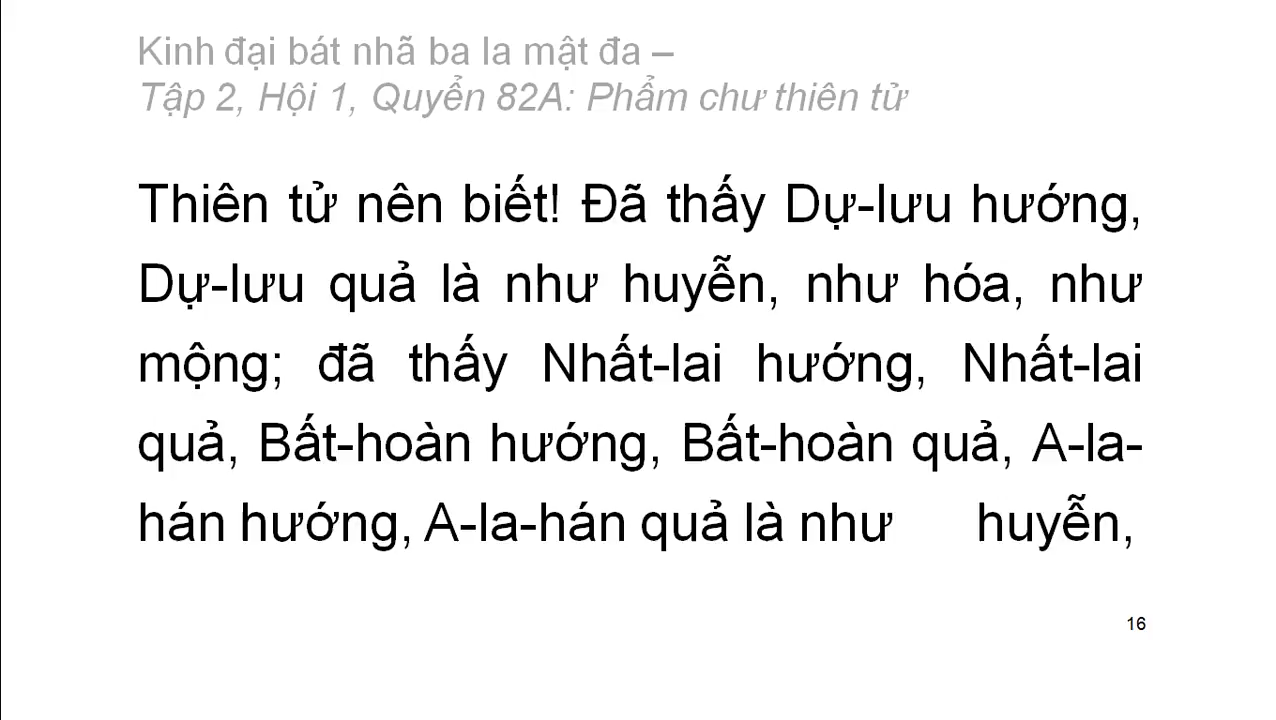 Kinh đại bát nhã ba la mật đa –
Tập 2, Hội 1, Quyển 82A: Phẩm chư thiên tử
Thiên tử nên biết! Đã thấy Dự-lưu hướng,
Dự-lưu quả là như huyễn, như hóa, như
mộng; đã thấy Nhất-lai hướng, Nhất-lai
quả, Bất-hoàn hướng, Bất-hoàn quả, A-la-
hán hướng, A-la-hán quả là như huyễn,
16